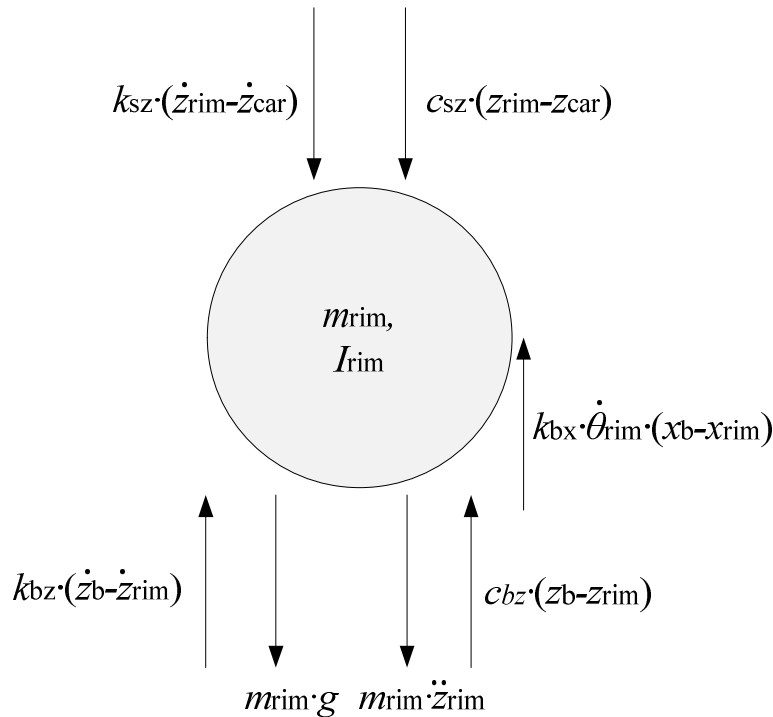 ksz·(żrim-żcar)
csz·(zrim-zcar)
mrim,
Irim
kbx·θ̇rim·(xb-xrim)
kbz·(żb-żrim)
cbz·(zb-zrim)
mrim·g
mrim·z̈rim